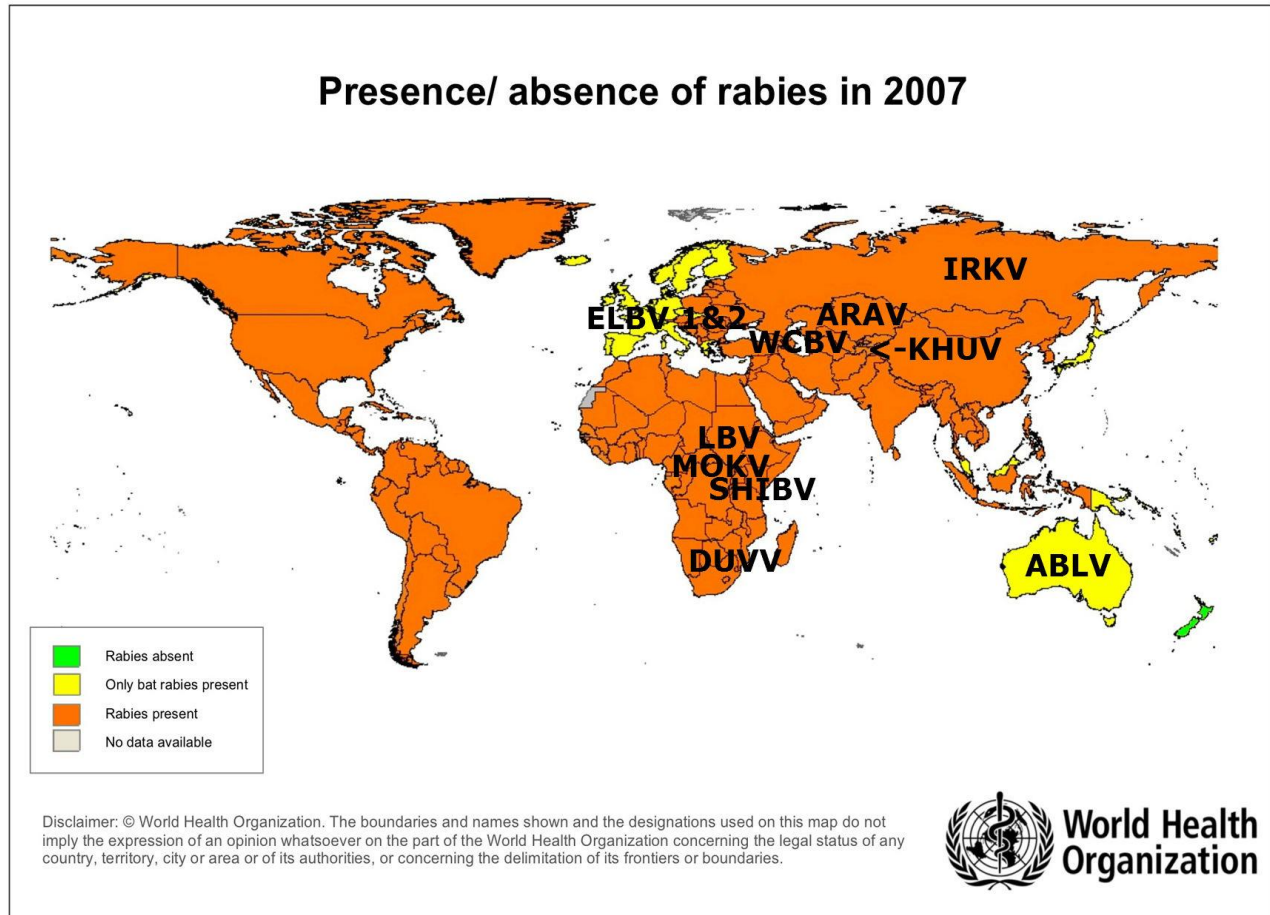 Presence/ absence of rabies in 2007
IRKV
ELBV 1&2
ARAV
WCBV
<-KHUV
LBV
MOKV
SHIBV
DUVV
ABLV
Rabies absent
Only bat rabies present
Rabies present
No data available
Disclaimer: © World Health Organization. The boundaries and names shown and the designations used on this map do not
imply the expression of an opinion whatsoever on the part of the World Health Organization concerning the legal status of any
country, territory, city or area or of its authorities, or concerning the delimitation of its frontiers or boundaries.
World Health
Organization